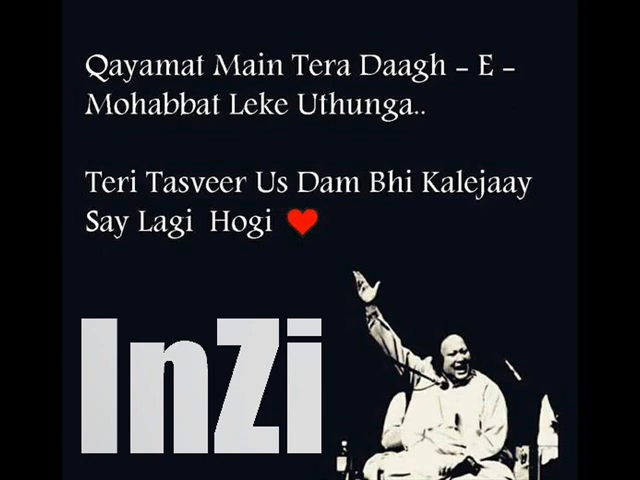 Qayamat Main Tera Daagh – E –
Mohabbat Leke Uthunga..
Teri Tasveer Us Dam Bhi Kalejaay
Say Lagi Hogi ❤
InZi